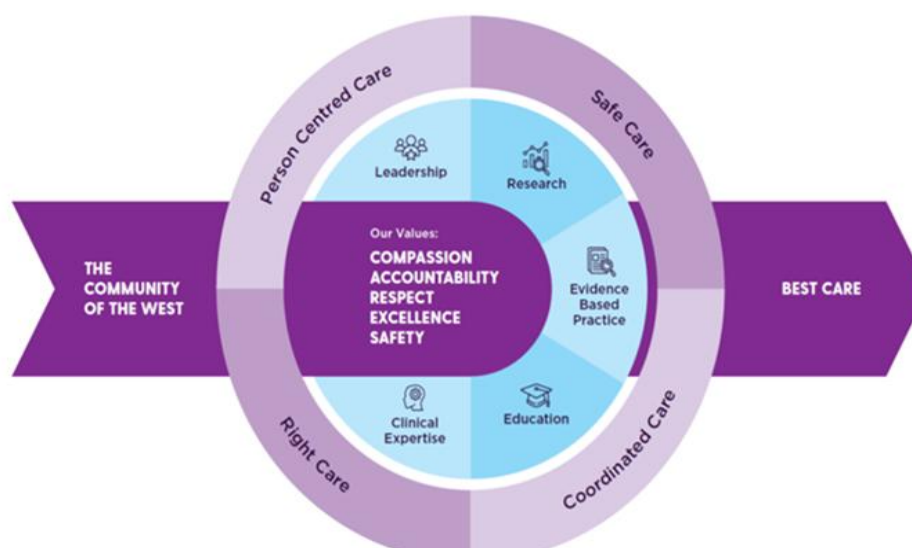 Person Centred Care
Safe Care
Leadership
Research
THE
COMMUNITY
OF THE WEST
Our Values:
COMPASSION
ACCOUNTABILITY
RESPECT
EXCELLENCE
SAFETY
Evidence
Based
Practice
BEST CARE
Clinical
Expertise
Education
Right Care
Coordinated Care